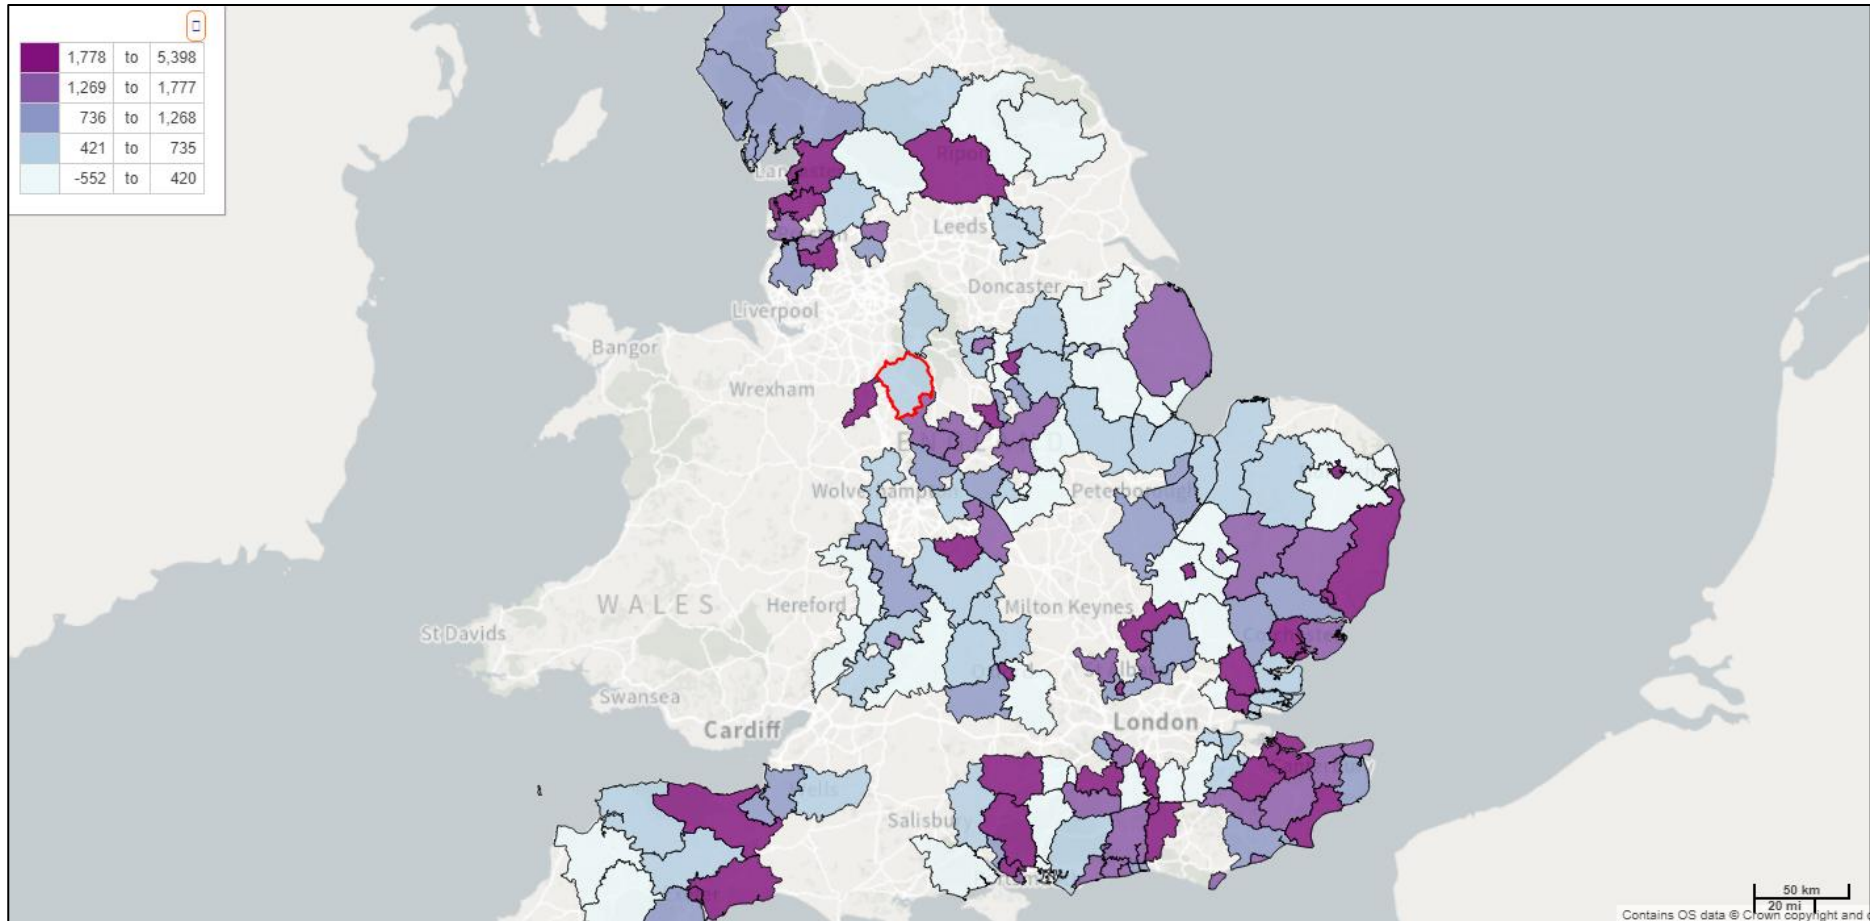 1,778 to 5,398
1,269 to 1,777
736 to 1,268
421 to 735
-552 to 420
Ripon
Leeds
Doncaster
Liverpool
Bangor
Wrexham
Peterborough
WALES
Hereford
Milton Keynes
St Davids
Swansea
Cardiff
London
Wells
Salisbury
50 km
20 mi
Contains OS data © Crown copyright and